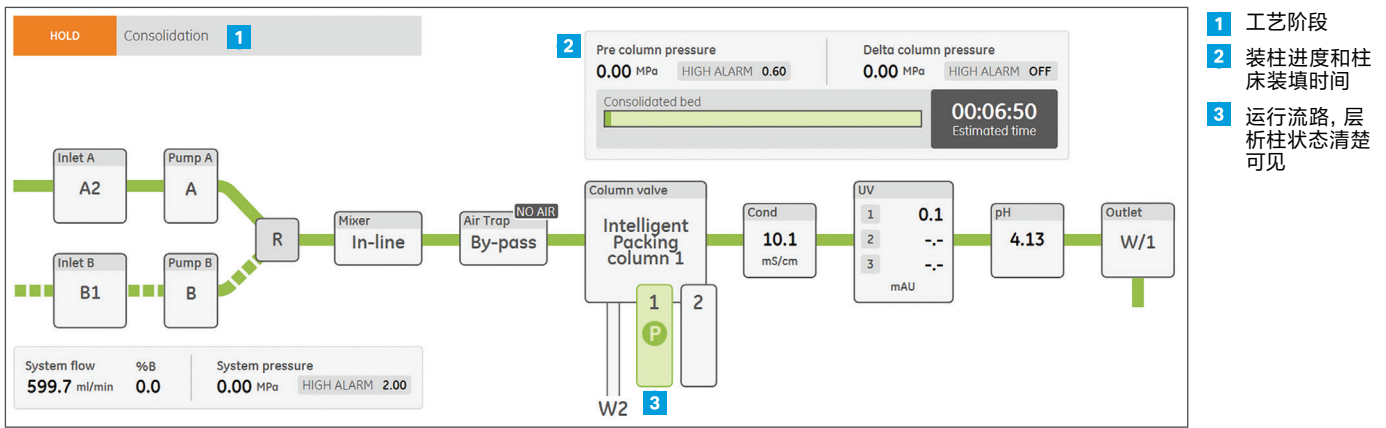 HOLD
Consolidation
1
2
Pre column pressure
0.00 MPa HIGH ALARM 0.60
Delta column pressure
0.00 MPa HIGH ALARM OFF
Consolidated bed
00:06:50
Estimated time
Inlet A
A2
Pump A
A
Inlet B
B1
Pump B
B
R
Mixer
In-line
Air Trap
NO AIR
By-pass
Column valve
Intelligent
Packing
column 1
1
P
2
W2
3
Cond
10.1
mS/cm
UV
1 0.1
2 -.-
3 -.-
mAU
pH
4.13
Outlet
W/1
System flow
599.7 ml/min
%B
0.0
System pressure
0.00 MPa HIGH ALARM 2.00
1 工艺阶段
2 装柱进度和柱
床装填时间
3 运行流路, 层
析柱状态清楚
可见